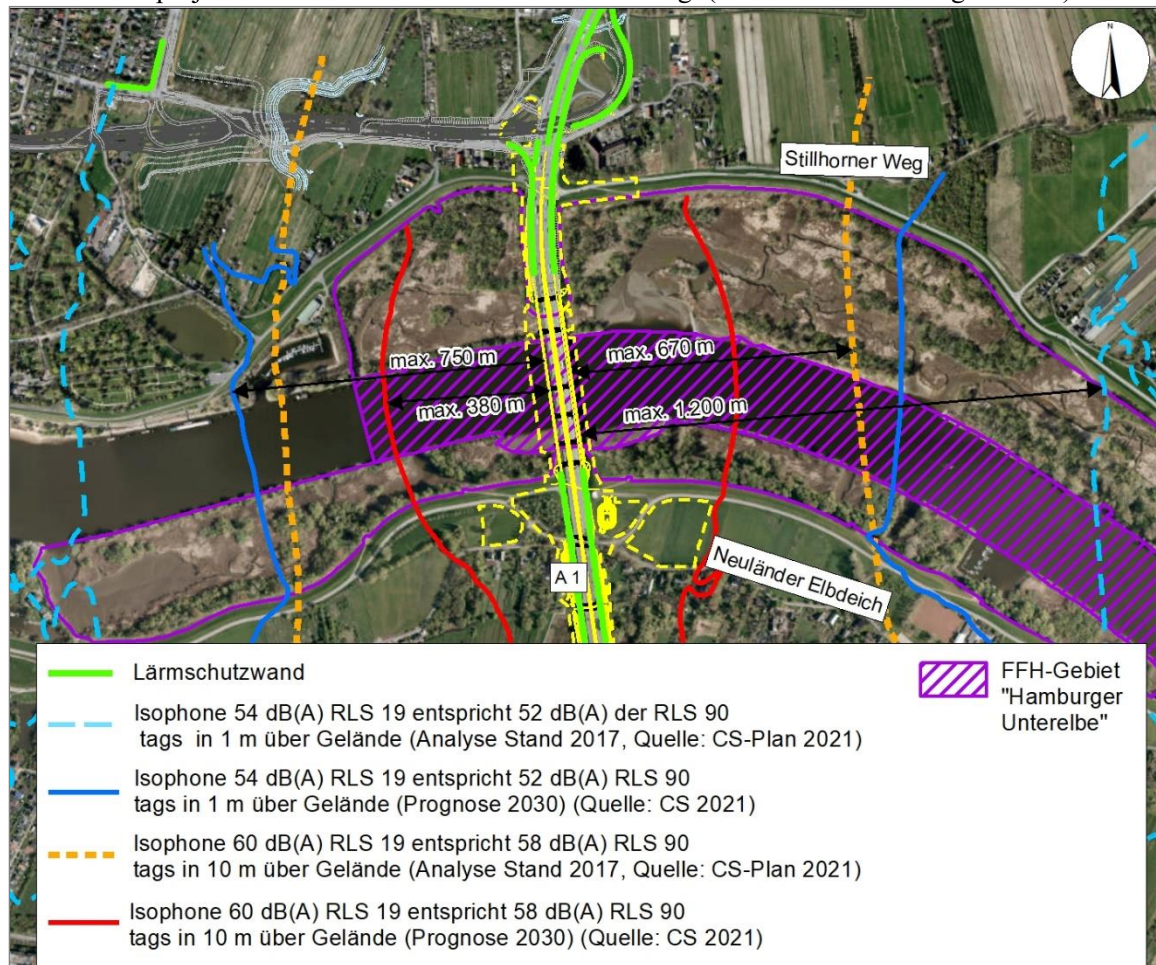 N
Stillhorner Weg
max. 750 m
max. 670 m
max. 380 m
max. 1.200 m
A 1
Neuländer Elbdeich
Lärmschutzwand
Isophone 54 dB(A) RLS 19 entspricht 52 dB(A) der RLS 90
tags in 1 m über Gelände (Analyse Stand 2017, Quelle: CS-Plan 2021)
Isophone 54 dB(A) RLS 19 entspricht 52 dB(A) RLS 90
tags in 1 m über Gelände (Prognose 2030) (Quelle: CS 2021)
Isophone 60 dB(A) RLS 19 entspricht 58 dB(A) RLS 90
tags in 10 m über Gelände (Analyse Stand 2017, Quelle: CS-Plan 2021)
Isophone 60 dB(A) RLS 19 entspricht 58 dB(A) RLS 90
tags in 10 m über Gelände (Prognose 2030) (Quelle: CS 2021)
FFH-Gebiet
"Hamburger
Unterelbe"